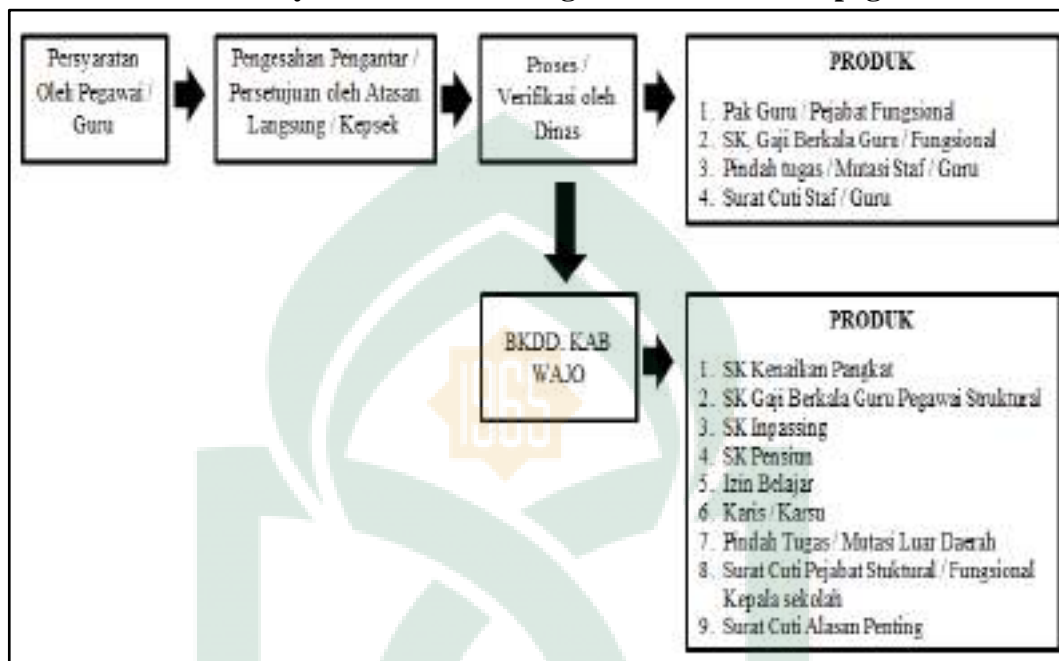 Persyaratan
Oleh Pegawai /
Guru
Pengesahan Pengantar /
Persetujuan oleh Atasan
Langsung / Kepsek
Proses /
Verifikasi oleh
Dinas
PRODUK
1. Pak Guru / Pejabat Fungsional
2. SK, Gaji Berkala Guru / Fungsional
3. Pindah tugas / Mutasi Staf / Guru
4. Surat Cuti Staf / Guru
BKDD. KAB
WAJO
PRODUK
1. SK Kenaikan Pangkat
2. SK Gaji Berkala Guru Pegawai Struktural
3. SK Inpassing
4. SK Pensiun
5. Izin Belajar
6. Karis / Karsu
7. Pindah Tugas / Mutasi Luar Daerah
8. Surat Cuti Pejabat Stuktural / Fungsional
Kepala sekolah
9. Surat Cuti Alasan Penting
1965